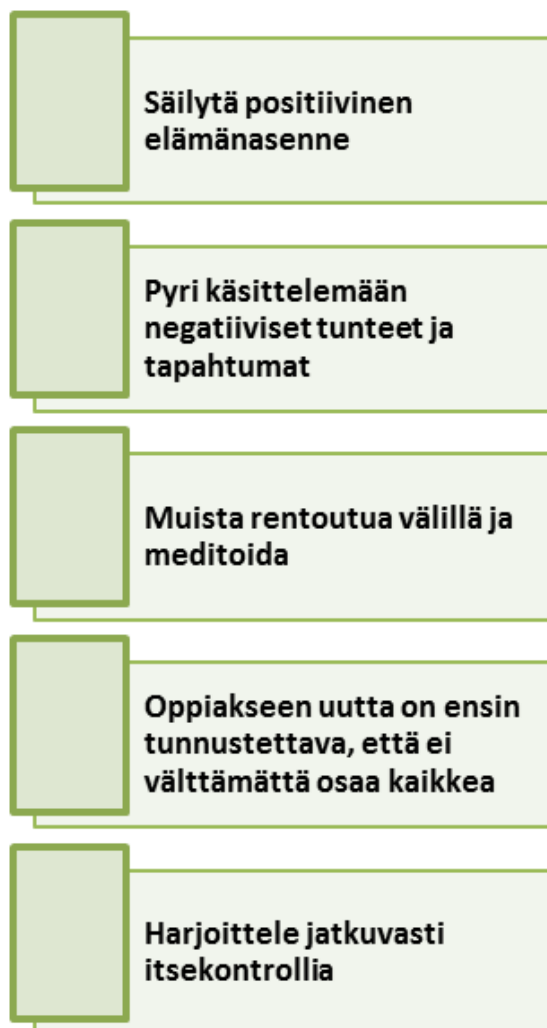 Säilytä positiivinen
elämänasenne
Pyri käsittelemään
negatiiviset tunteet ja
tapahtumat
Muista rentoutua välillä ja
meditoida
Oppiakseen uutta on ensin
tunnustettava, että ei
välttämättä osaa kaikkea
Harjoittele jatkuvasti
itsekontrollia